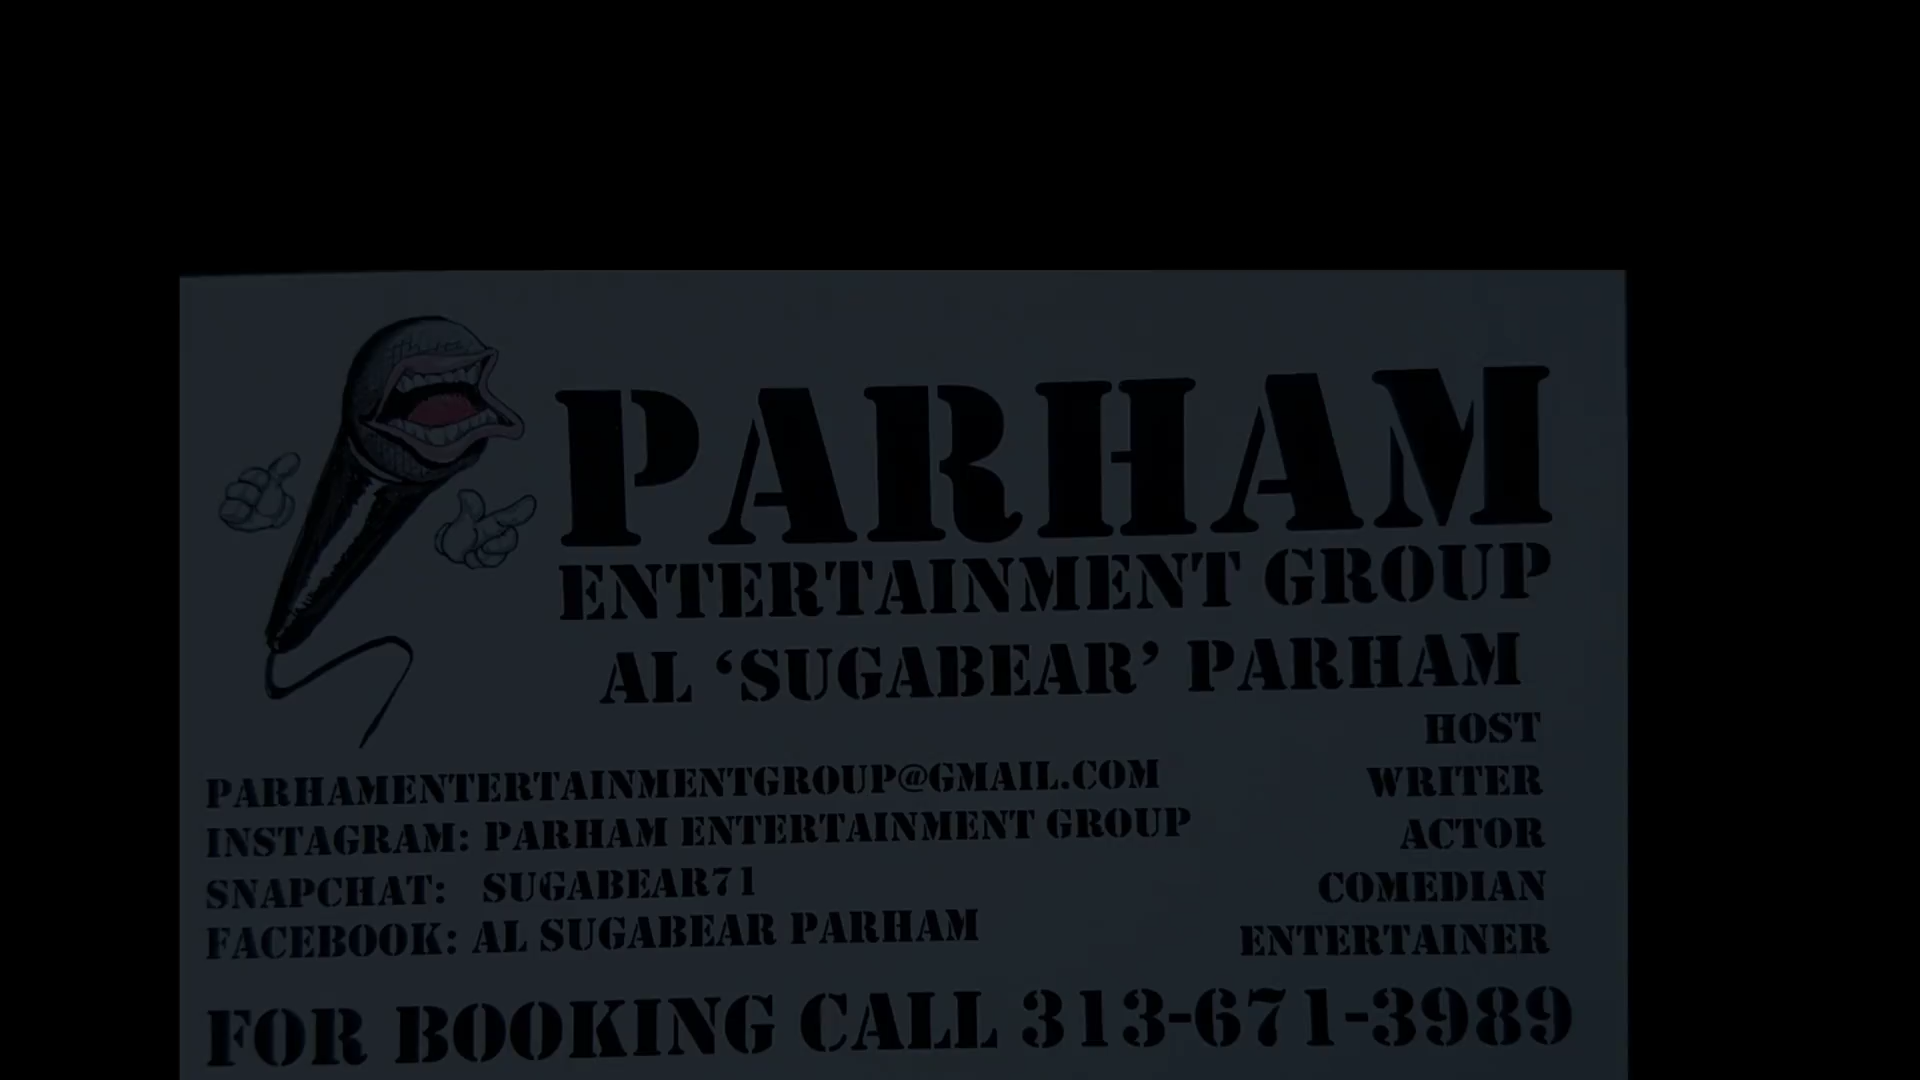 PARHAM
ENTERTAINMENT GROUP
AL ‘SUGABEAR’ PARHAM
HOST
WRITER
ACTOR
COMEDIAN
ENTERTAINER
PARHAMENTERTAINMENTGROUP@GMAIL.COM
INSTAGRAM: PARHAM ENTERTAINMENT GROUP
SNAPCHAT: SUGABEAR71
FACEBOOK: AL SUGABEAR PARHAM
FOR BOOKING CALL 313-671-3989